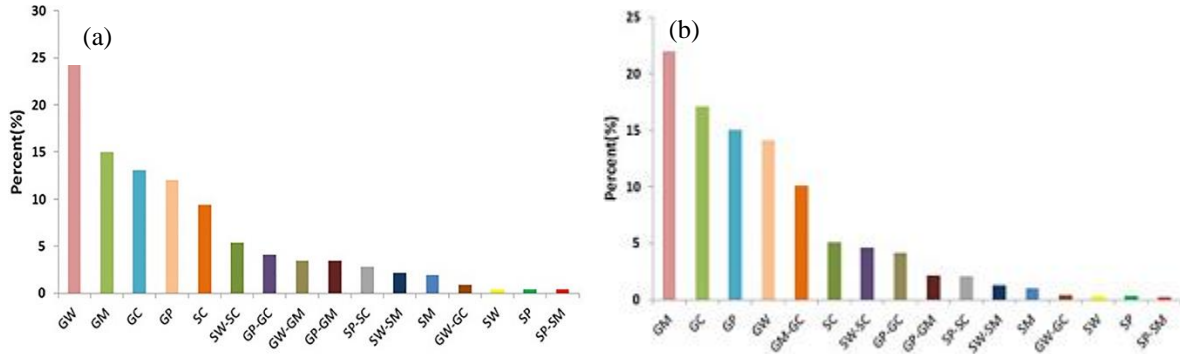 (a)
Percent(%)
30
25
20
15
10
5
0
GW
GM
GC
GP
SC
SW-SC
GP-GC
GW-GM
GP-GM
SP-SC
SW-SM
SM
GW-GC
SW
SP
SP-SM
(b)
Percent(%)
25
20
15
10
5
0
GM
GC
GP
GW
GM-GC
SC
SW-SC
GP-GC
GP-GM
SP-SC
SW-SM
SM
GW-GC
SW
SP
SP-SM